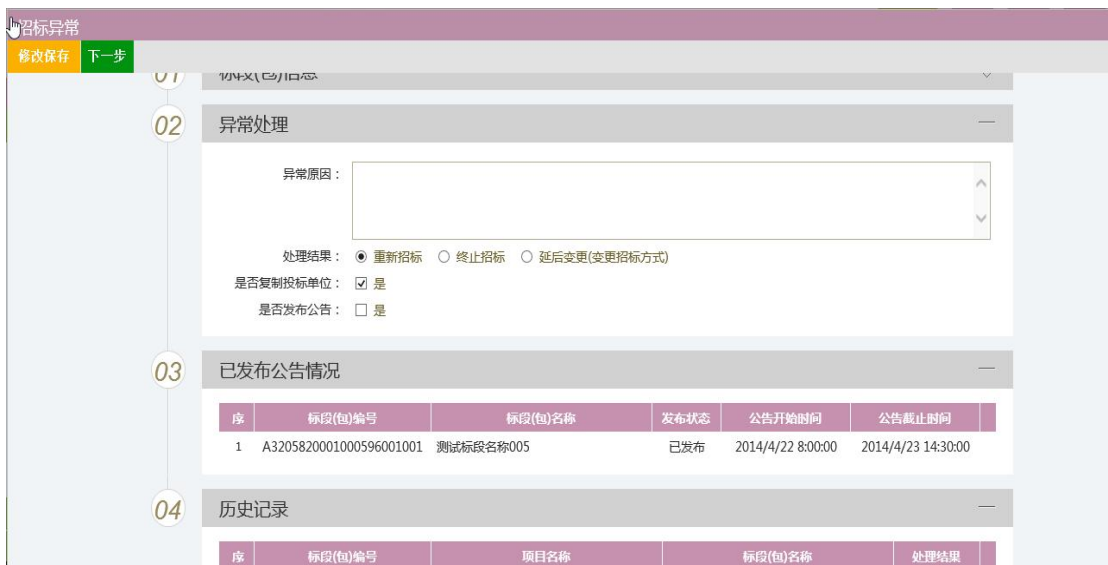 招标异常
修改保存 下一步
01 标段(包)信息
02 异常处理
异常原因：
处理结果： 重新招标 终止招标 延后变更(变更招标方式)
是否复制投标单位： 是
是否发布公告： 是
03 已发布公告情况
序 标段(包)编号 标段(包)名称 发布状态 公告开始时间 公告截止时间
1 A3205820001000596001001 测试标段名称005 已发布 2014/4/22 8:00:00 2014/4/23 14:30:00
04 历史记录
序 标段(包)编号 项目名称 标段(包)名称 处理结果